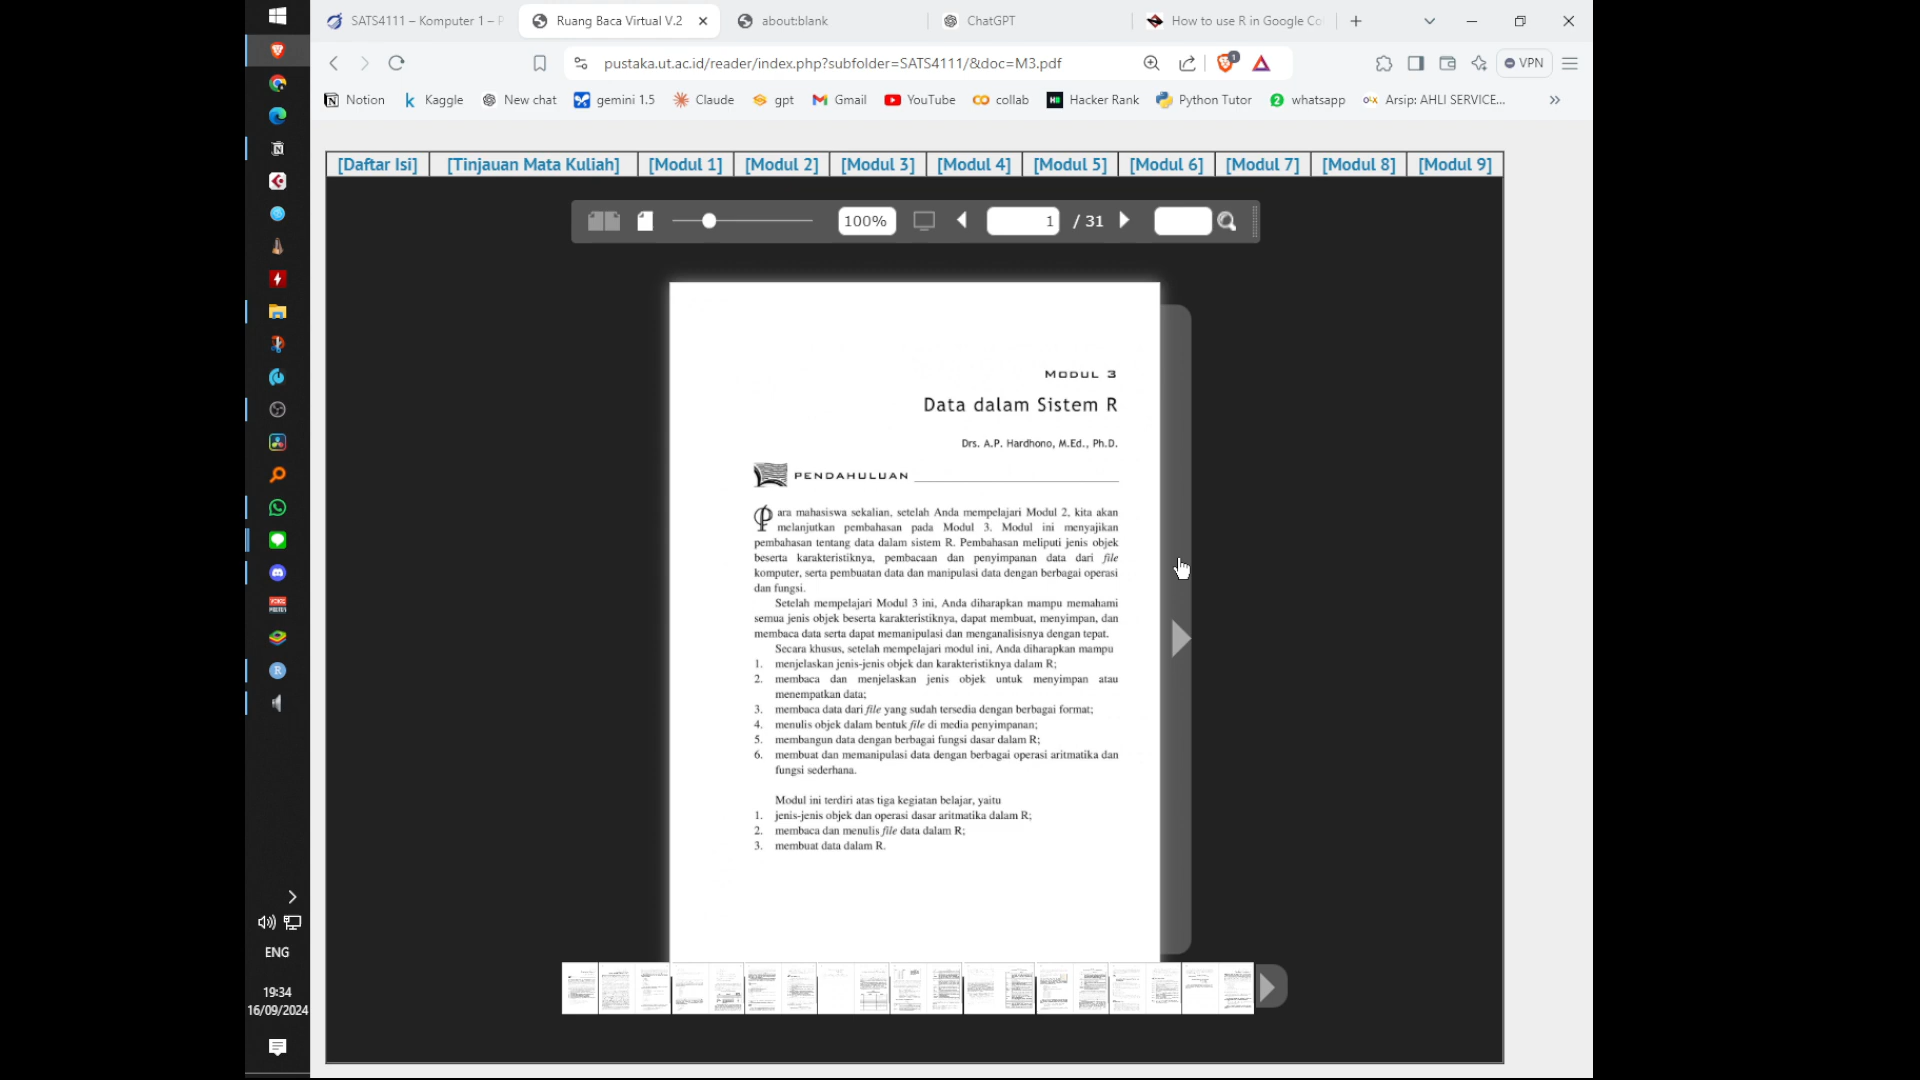 SATS4111 – Komputer 1 – P
Ruang Baca Virtual V.2
about:blank
ChatGPT
How to use R in Google Co
pustaka.ut.ac.id/reader/index.php?subfolder=SATS4111/&doc=M3.pdf
1
VPN
Notion
Kaggle
New chat
gemini 1.5
Claude
gpt
Gmail
YouTube
collab
Hacker Rank
Python Tutor
2
whatsapp
OLX
Arsip: AHLI SERVICE...
[Daftar Isi]
[Tinjauan Mata Kuliah]
[Modul 1]
[Modul 2]
[Modul 3]
[Modul 4]
[Modul 5]
[Modul 6]
[Modul 7]
[Modul 8]
[Modul 9]
100%
1
/ 31
MODUL 3
Data dalam Sistem R
Drs. A.P. Hardhono, M.Ed., Ph.D.
PENDAHULUAN
Para mahasiswa sekalian, setelah Anda mempelajari Modul 2, kita akan
melanjutkan pembahasan pada Modul 3. Modul ini menyajikan
pembahasan tentang data dalam sistem R. Pembahasan meliputi jenis objek
beserta karakteristiknya, pembacaan dan penyimpanan data dari file
komputer, serta pembuatan data dan manipulasi data dengan berbagai operasi
dan fungsi.
Setelah mempelajari Modul 3 ini, Anda diharapkan mampu memahami
semua jenis objek beserta karakteristiknya, dapat membuat, menyimpan, dan
membaca data serta dapat memanipulasi dan menganalisisnya dengan tepat.
Secara khusus, setelah mempelajari modul ini, Anda diharapkan mampu
1. menjelaskan jenis-jenis objek dan karakteristiknya dalam R;
2. membaca dan menjelaskan jenis objek untuk menyimpan atau
menempatkan data;
3. membaca data dari file yang sudah tersedia dengan berbagai format;
4. menulis objek dalam bentuk file di media penyimpanan;
5. membangun data dengan berbagai fungsi dasar dalam R;
6. membuat dan memanipulasi data dengan berbagai operasi aritmatika dan
fungsi sederhana.
Modul ini terdiri atas tiga kegiatan belajar, yaitu
1. jenis-jenis objek dan operasi dasar aritmatika dalam R;
2. membaca dan menulis file data dalam R;
3. membuat data dalam R.
ENG
19:34
16/09/2024